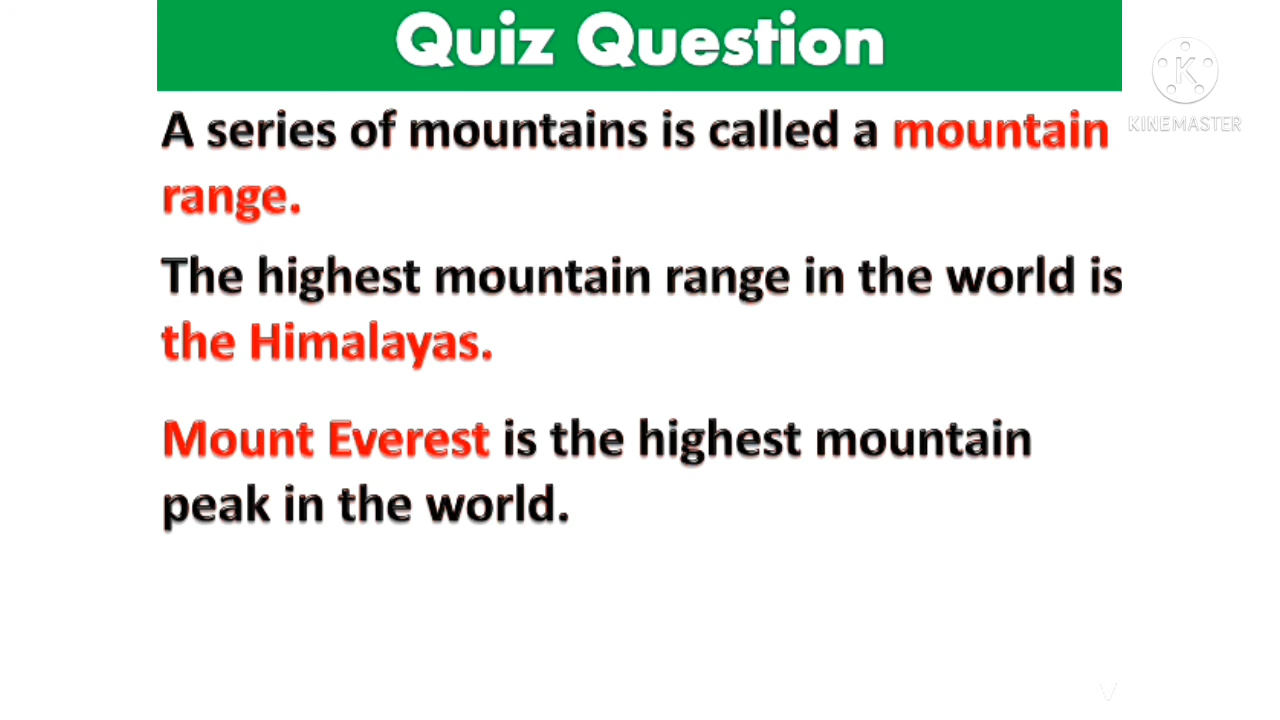 Quiz Question
A series of mountains is called a mountain
range.
The highest mountain range in the world is
the Himalayas.
Mount Everest is the highest mountain
peak in the world.
K
KINEMASTER